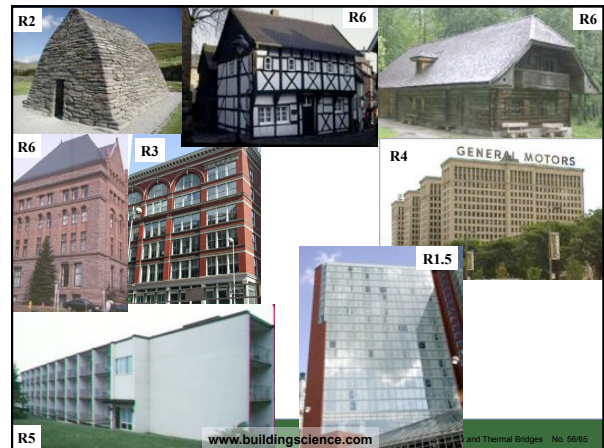 R2
R6
R6
R6
R3
R4
GENERAL MOTORS
R1.5
R5
www.buildingscience.com
and Thermal Bridges No. 56/65